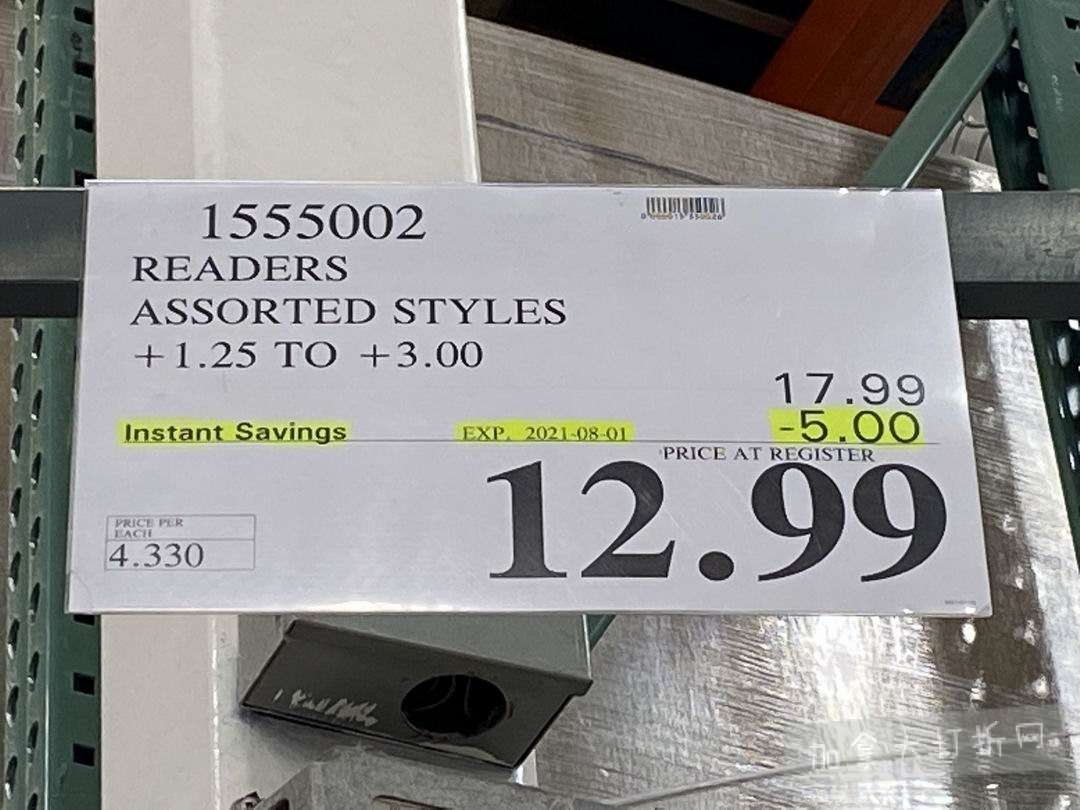 1555002
READERS
ASSORTED STYLES
+1.25 TO +3.00
17.99
Instant Savings EXP. 2021-08-01 -5.00
PRICE AT REGISTER
12.99
PRICE PER
EACH
4.330
加拿大打折网